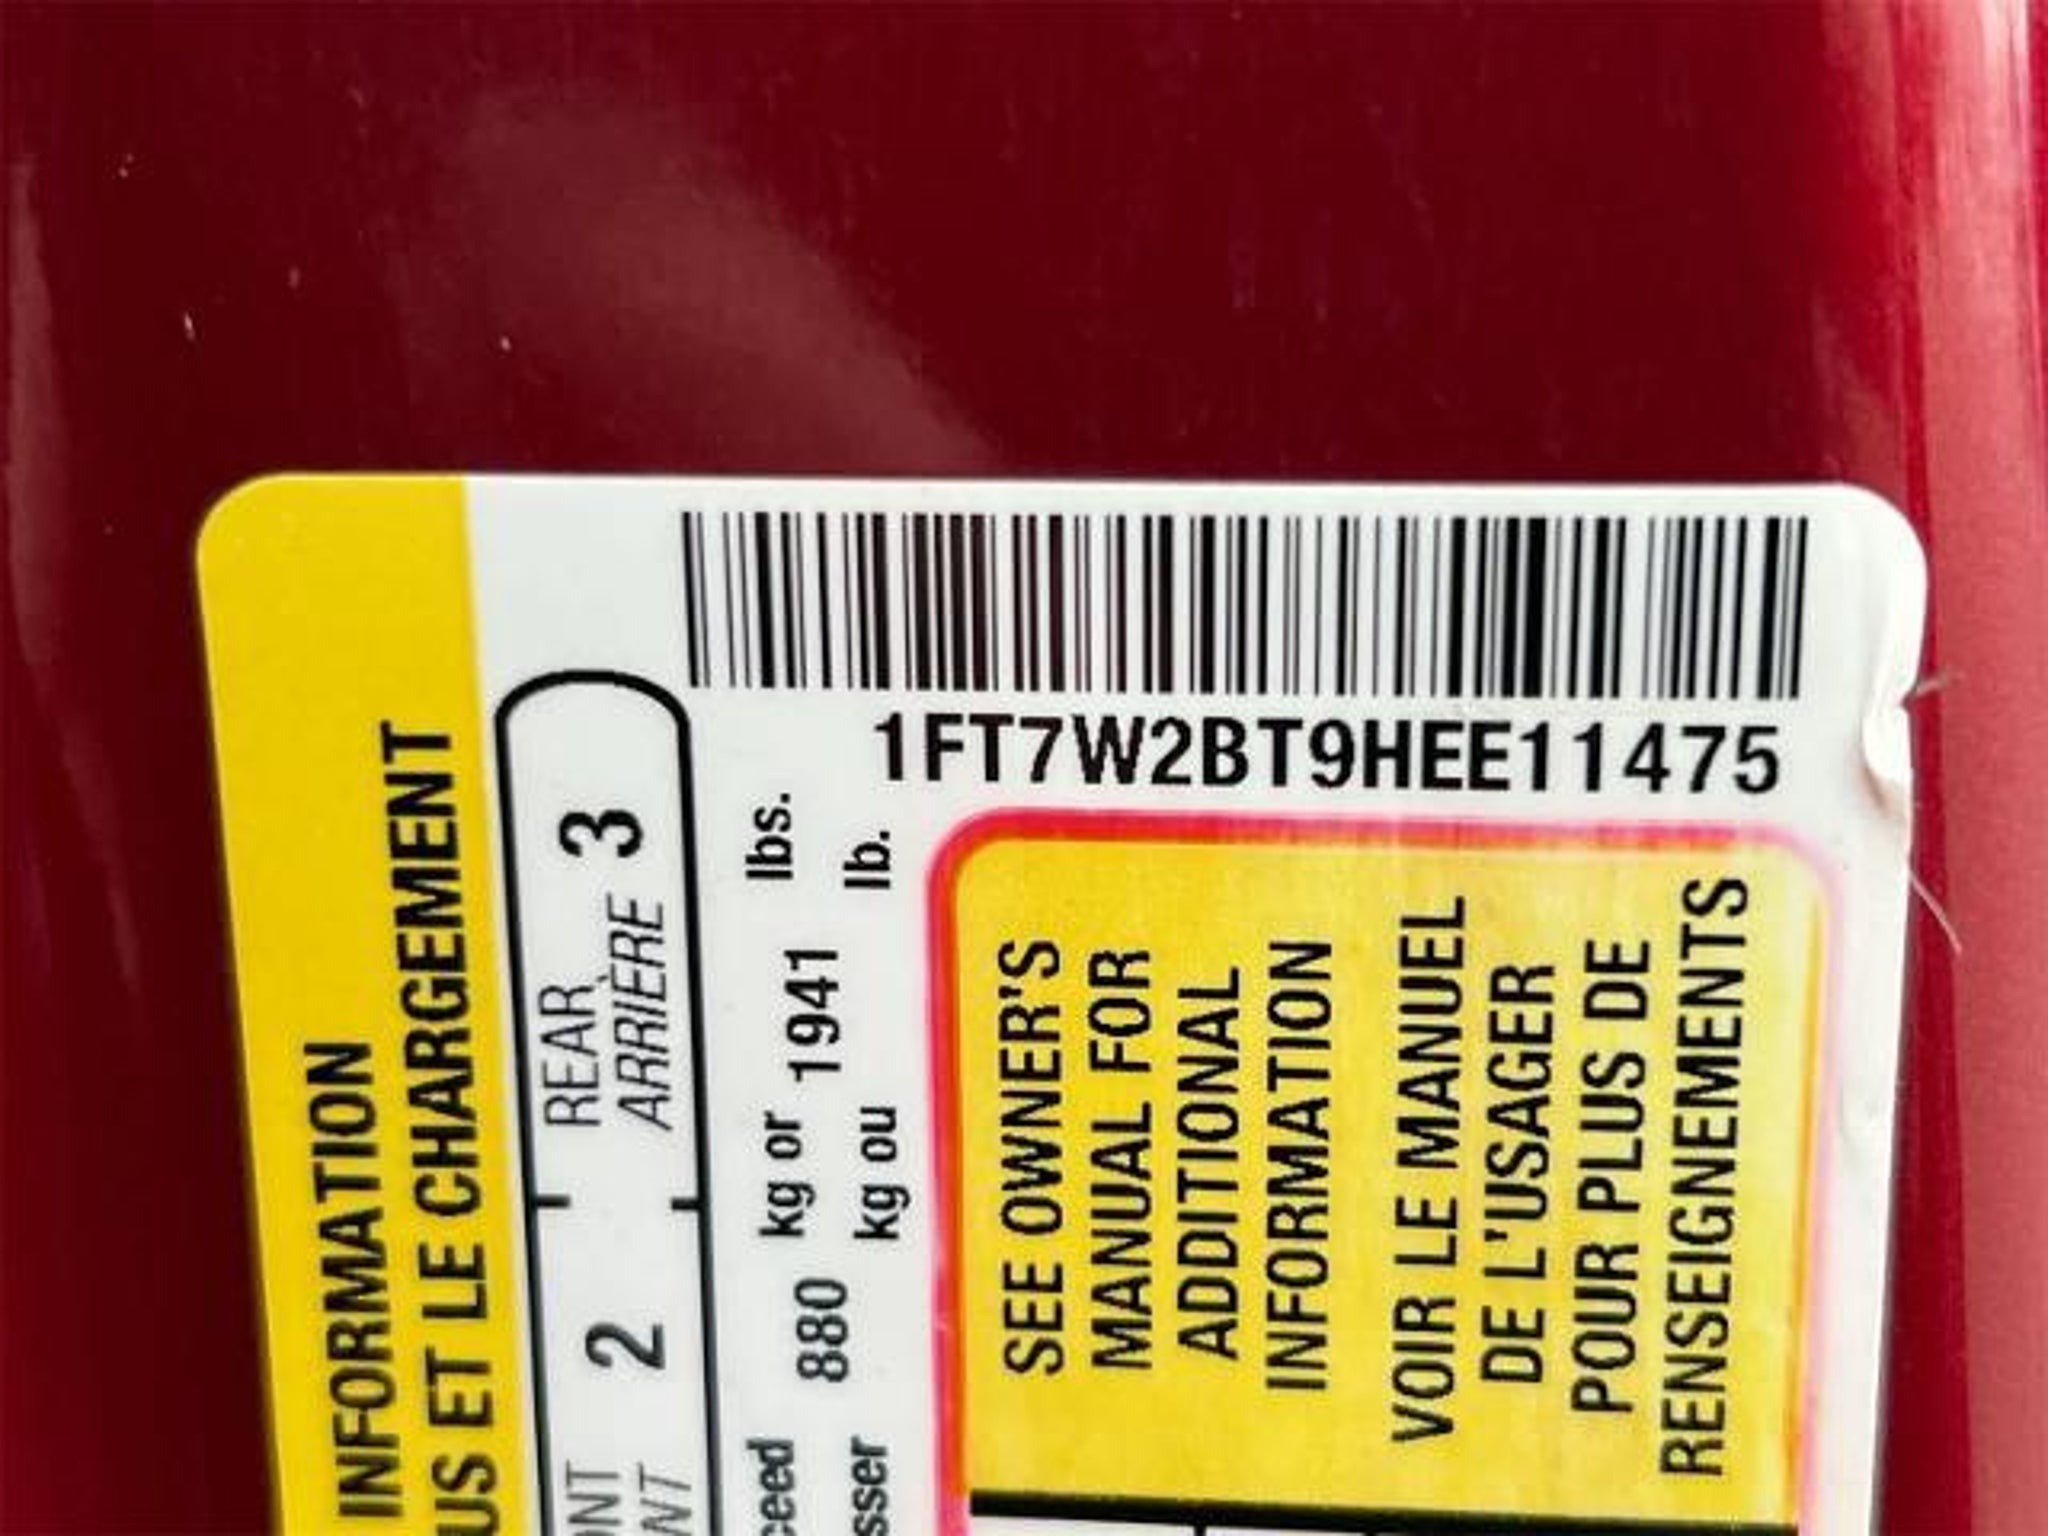 1FT7W2BT9HEE11475
INFORMATION
US ET LE CHARGEMENT
2
REAR
ARRIÈRE
3
880 kg or 1941 lbs.
kg ou lb.
SEE OWNER'S
MANUAL FOR
ADDITIONAL
INFORMATION
VOIR LE MANUEL
DE L'USAGER
POUR PLUS DE
RENSEIGNEMENTS